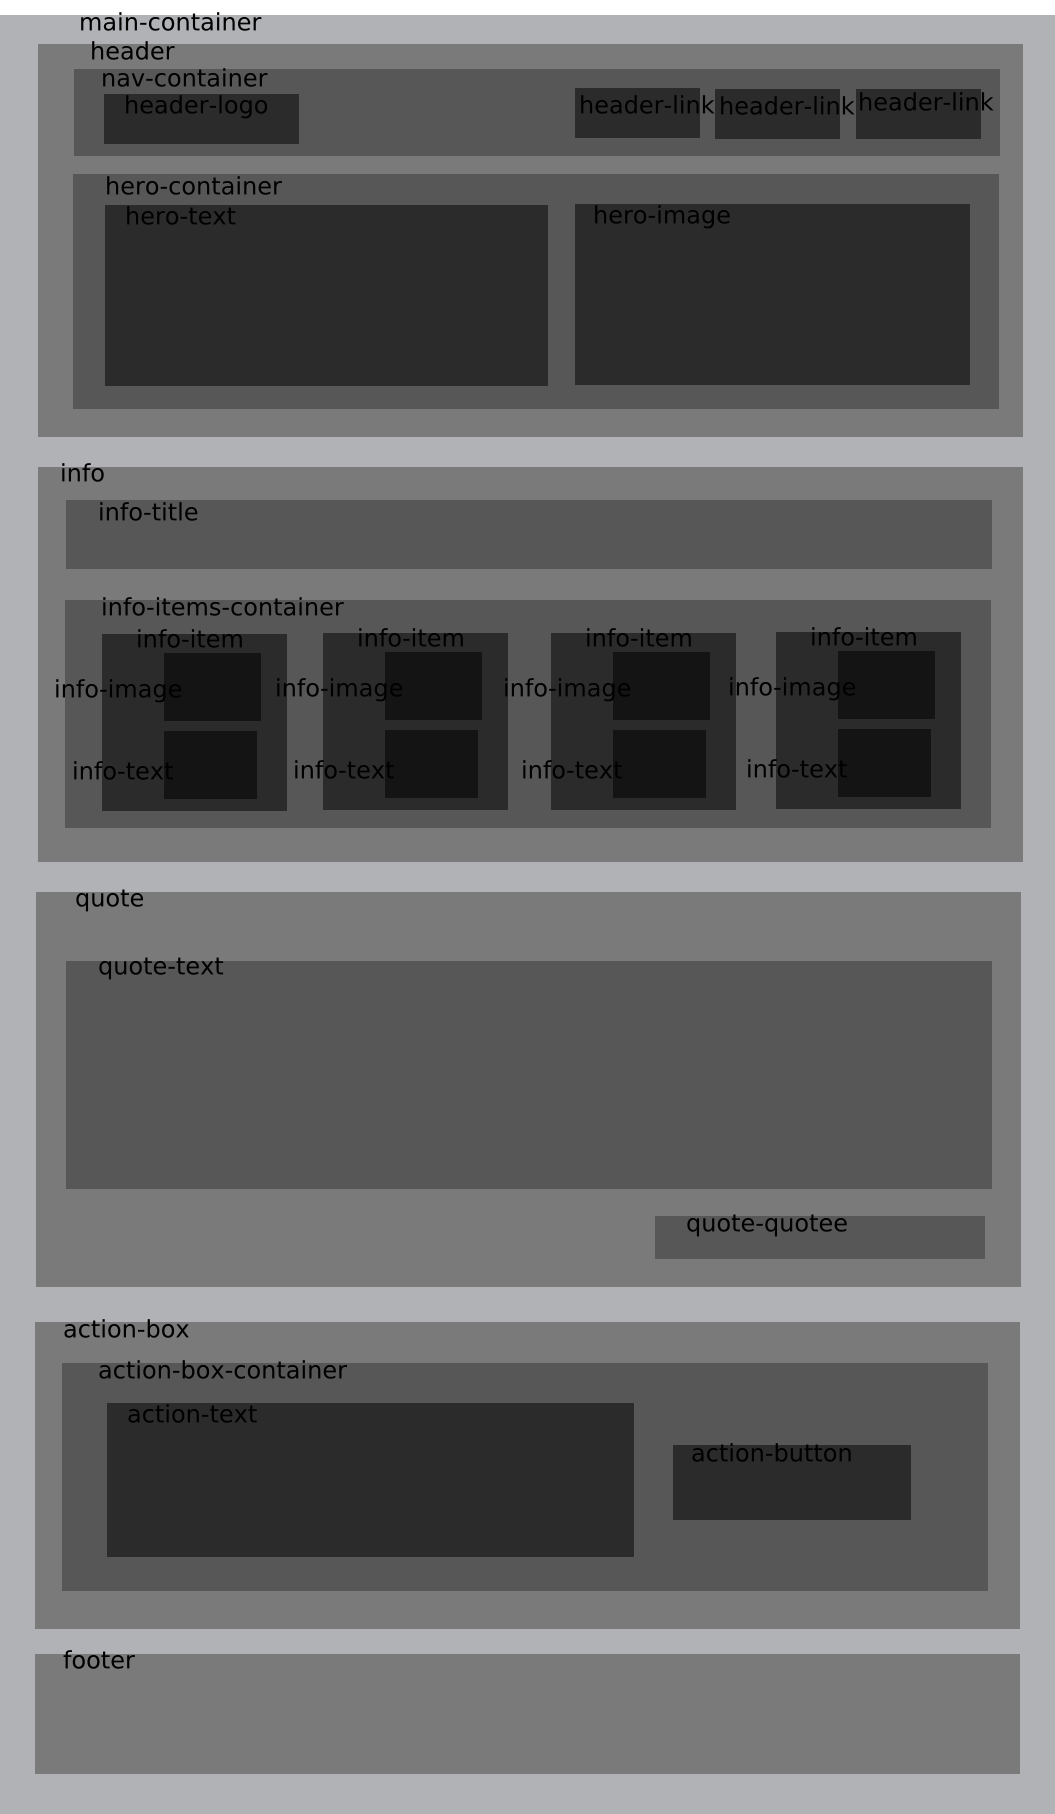 main-container
header
nav-container
header-logo
header-link
header-link
header-link
hero-container
hero-text
hero-image
info
info-title
info-items-container
info-item
info-item
info-item
info-item
info-image
info-image
info-image
info-image
info-text
info-text
info-text
info-text
quote
quote-text
quote-quotee
action-box
action-box-container
action-text
action-button
footer